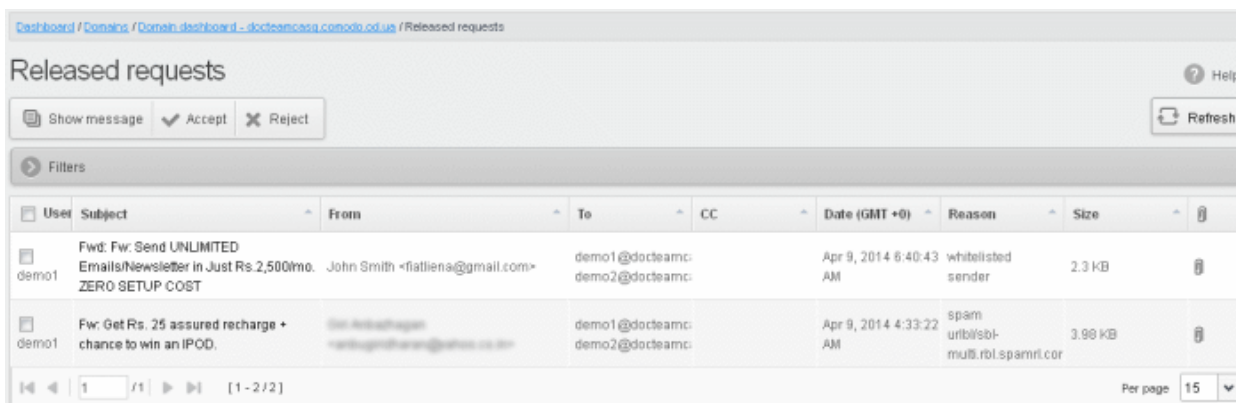 Dashboard / Domains / Domain dashboard - docteamcasg.comodo.od.ua / Released requests
Released requests
Help
Show message Accept Reject
Refresh
Filters
User Subject From To CC Date (GMT +0) Reason Size
Fwd: Fw: Send UNLIMITED
Emails/Newsletter in Just Rs.2,500/mo.
ZERO SETUP COST
demo1
John Smith <fiatliena@gmail.com>
demo1@docteamc
demo2@docteamc
Apr 9, 2014 6:40:43
AM
whitelisted
sender
2.3 KB
Fw: Get Rs. 25 assured recharge +
chance to win an IPOD.
demo1
demo1@docteamc
demo2@docteamc
Apr 9, 2014 4:33:22
AM
spam
multi.rbl.spamrl.cor
3.98 KB
1 /1 [1 - 2 / 2]
Per page 15